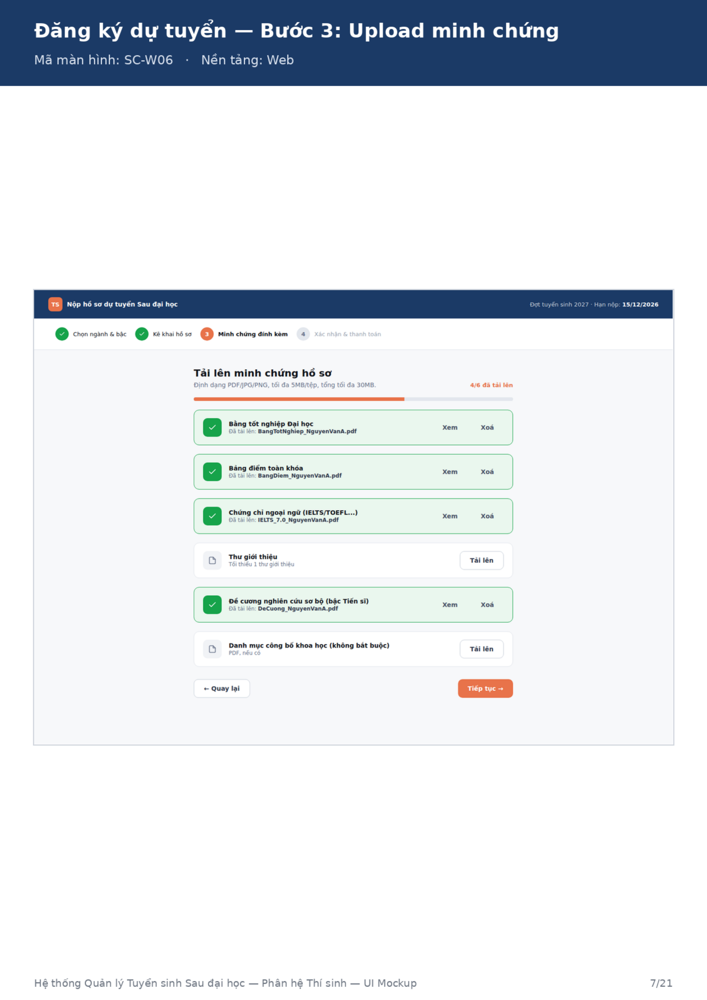 Đăng ký dự tuyển — Bước 3: Upload minh chứng
Mã màn hình: SC-W06 · Nền tảng: Web
TS Nộp hồ sơ dự tuyển Sau đại học
Đợt tuyển sinh 2027 · Hạn nộp: 15/12/2026
Chọn ngành & bậc
Kê khai hồ sơ
3 Minh chứng đính kèm
4 Xác nhận & thanh toán
Tải lên minh chứng hồ sơ
Định dạng PDF/JPG/PNG, tối đa 5MB/tệp, tổng tối đa 30MB.
4/6 đã tải lên
Bằng tốt nghiệp Đại học
Đã tải lên: BangTotNghiep_NguyenVanA.pdf
Xem Xoá
Bảng điểm toàn khóa
Đã tải lên: BangDiem_NguyenVanA.pdf
Xem Xoá
Chứng chỉ ngoại ngữ (IELTS/TOEFL...)
Đã tải lên: IELTS_7.0_NguyenVanA.pdf
Xem Xoá
Thư giới thiệu
Tối thiểu 1 thư giới thiệu
Tải lên
Đề cương nghiên cứu sơ bộ (bậc Tiến sĩ)
Đã tải lên: DeCuong_NguyenVanA.pdf
Xem Xoá
Danh mục công bố khoa học (không bắt buộc)
PDF, nếu có
Tải lên
← Quay lại
Tiếp tục →
Hệ thống Quản lý Tuyển sinh Sau đại học — Phân hệ Thí sinh — UI Mockup
7/21